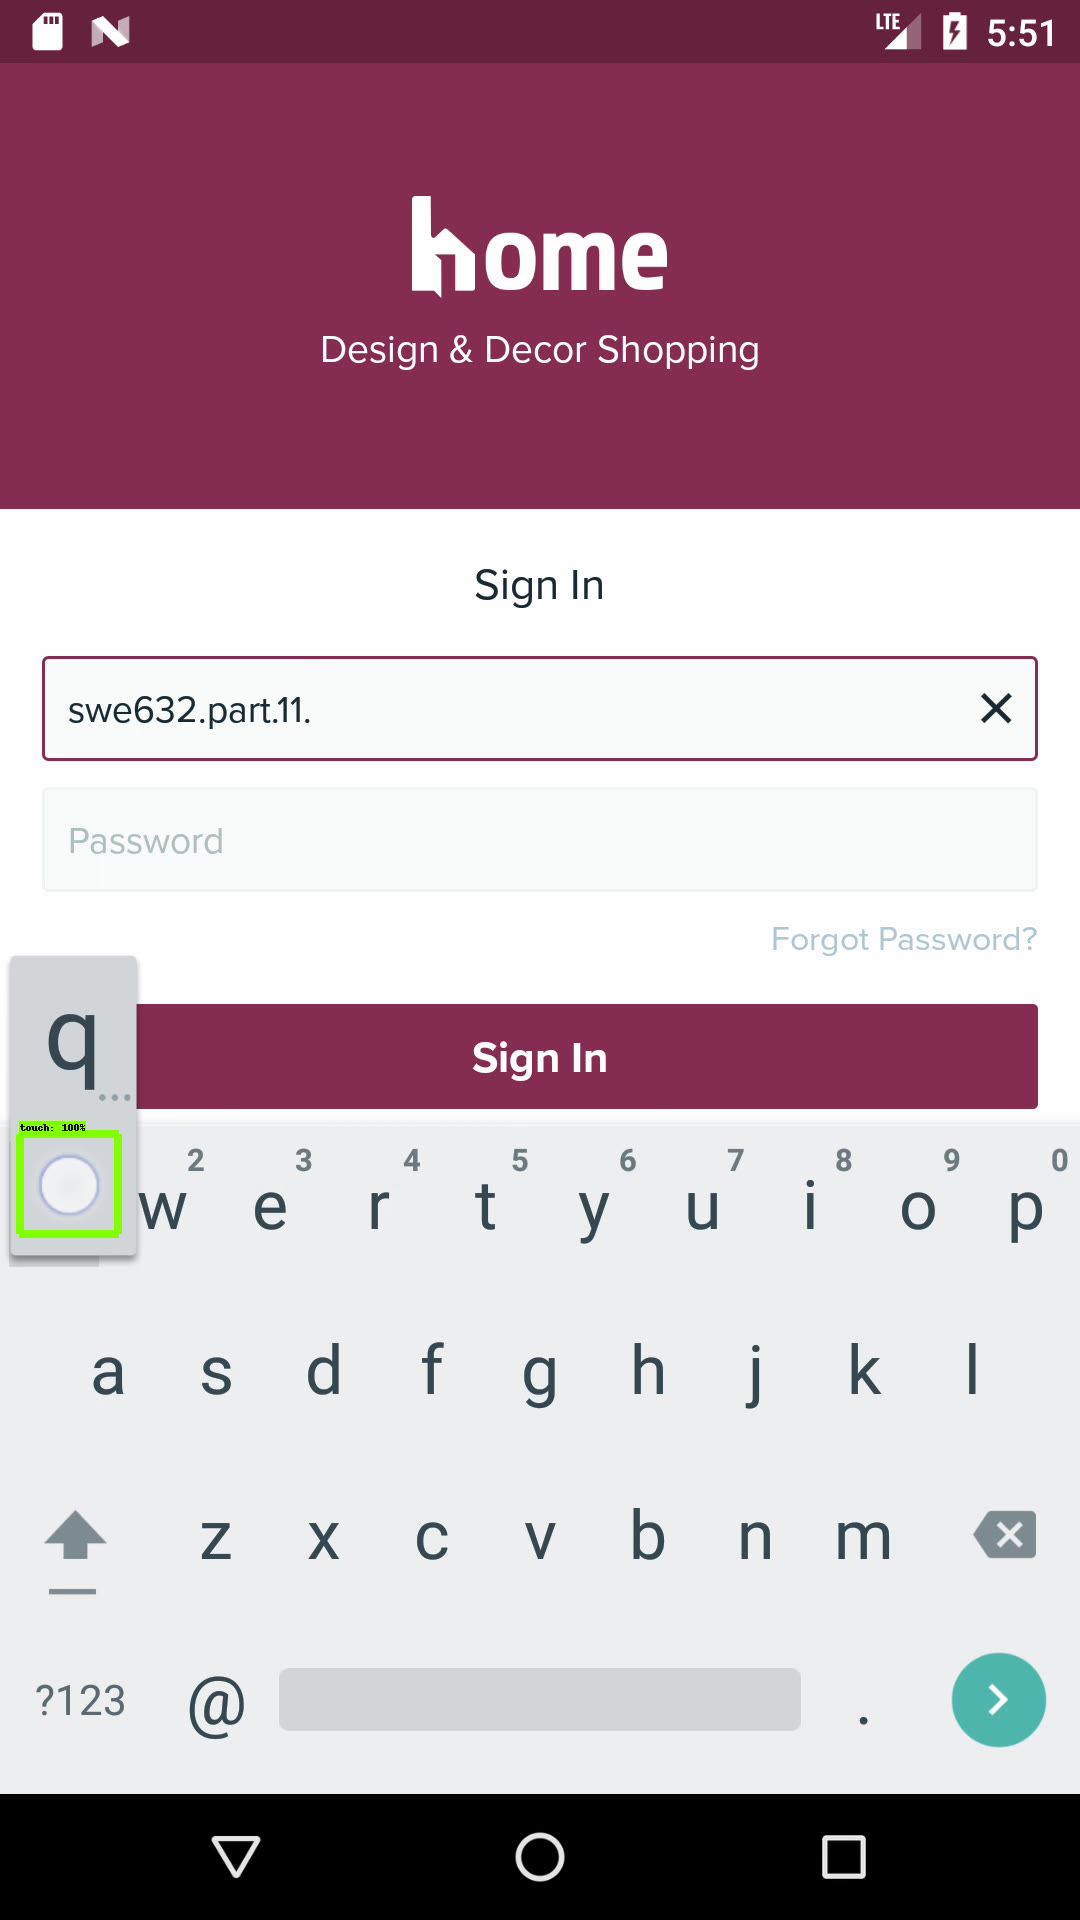 LTE 5:51
home
Design & Decor Shopping
Sign In
swe632.part.11.
Password
Forgot Password?
Sign In
q
...
touch: 100%
2 3 4 5 6 7 8 9 0
w e r t y u i o p
a s d f g h j k l
z x c v b n m
?123 @ .